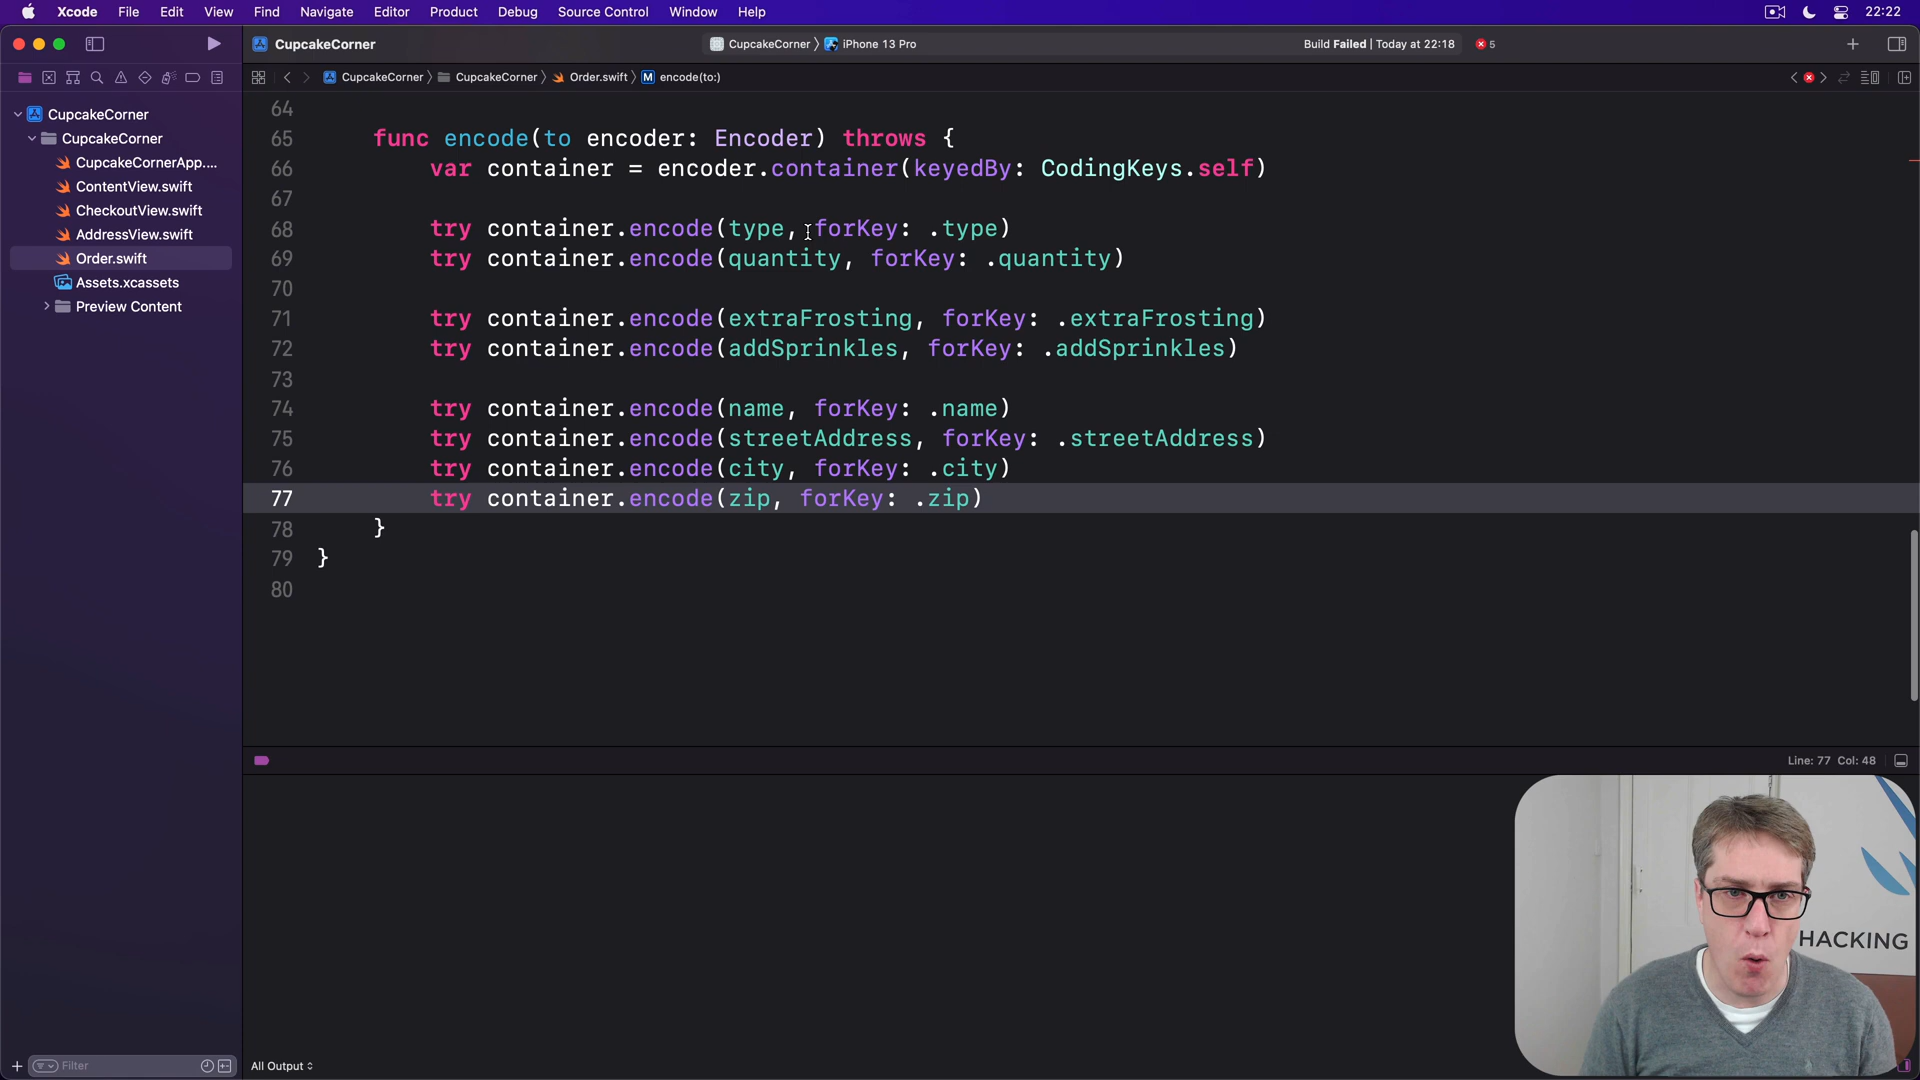 Xcode File Edit View Find Navigate Editor Product Debug Source Control Window Help 22:22
CupcakeCorner CupcakeCorner iPhone 13 Pro Build Failed | Today at 22:18 5
CupcakeCorner CupcakeCorner Order.swift M encode(to:)
CupcakeCorner
CupcakeCorner
CupcakeCornerApp....
ContentView.swift
CheckoutView.swift
AddressView.swift
Order.swift
Assets.xcassets
Preview Content
64
65 func encode(to encoder: Encoder) throws {
66 var container = encoder.container(keyedBy: CodingKeys.self)
67
68 try container.encode(type, forKey: .type)
69 try container.encode(quantity, forKey: .quantity)
70
71 try container.encode(extraFrosting, forKey: .extraFrosting)
72 try container.encode(addSprinkles, forKey: .addSprinkles)
73
74 try container.encode(name, forKey: .name)
75 try container.encode(streetAddress, forKey: .streetAddress)
76 try container.encode(city, forKey: .city)
77 try container.encode(zip, forKey: .zip)
78 }
79 }
80
Line: 77 Col: 48
HACKING
Filter
All Output